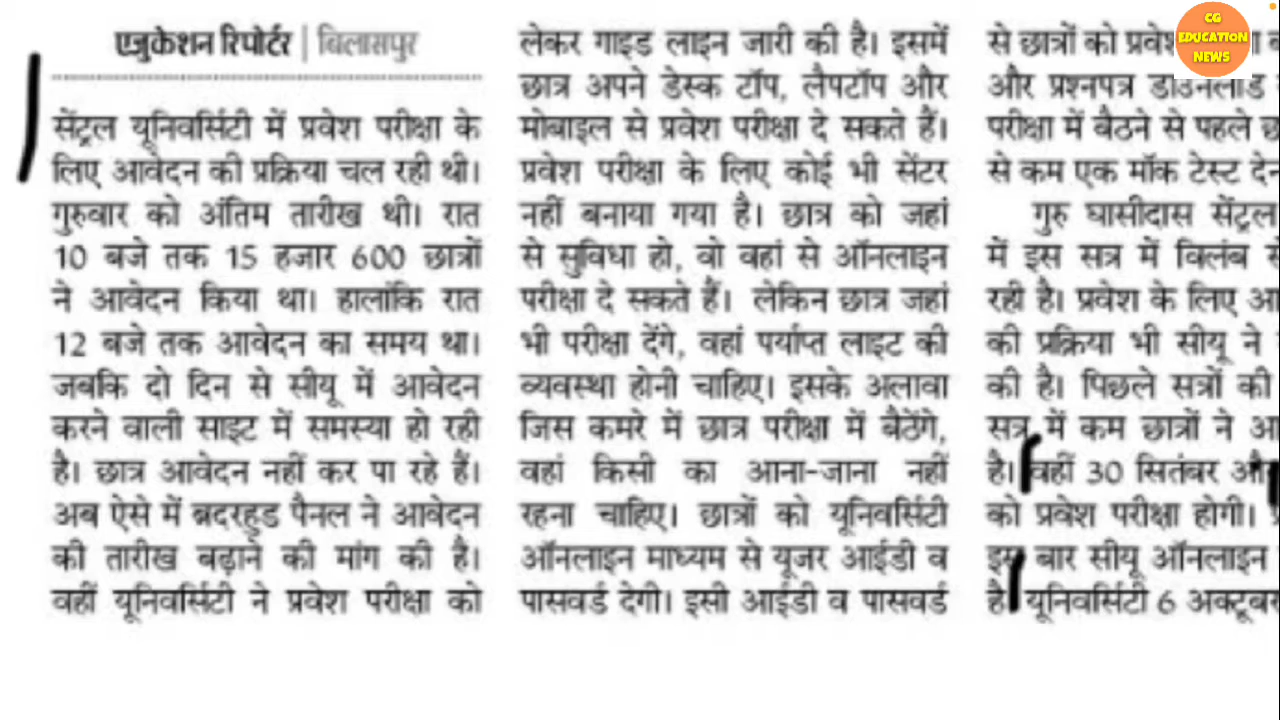 एजुकेशन रिपोर्टर | बिलासपुर
सेंट्रल यूनिवर्सिटी में प्रवेश परीक्षा के
लिए आवेदन की प्रक्रिया चल रही थी।
गुरुवार को अंतिम तारीख थी। रात
10 बजे तक 15 हजार 600 छात्रों
ने आवेदन किया था। हालांकि रात
12 बजे तक आवेदन का समय था।
जबकि दो दिन से सीयू में आवेदन
करने वाली साइट में समस्या हो रही
है। छात्र आवेदन नहीं कर पा रहे हैं।
अब ऐसे में ब्रदरहुड पैनल ने आवेदन
की तारीख बढ़ाने की मांग की है।
वहीं यूनिवर्सिटी ने प्रवेश परीक्षा को
लेकर गाइड लाइन जारी की है। इसमें
छात्र अपने डेस्क टॉप, लैपटॉप और
मोबाइल से प्रवेश परीक्षा दे सकते हैं।
प्रवेश परीक्षा के लिए कोई भी सेंटर
नहीं बनाया गया है। छात्र को जहां
से सुविधा हो, वो वहां से ऑनलाइन
परीक्षा दे सकते हैं। लेकिन छात्र जहां
भी परीक्षा देंगे, वहां पर्याप्त लाइट की
व्यवस्था होनी चाहिए। इसके अलावा
जिस कमरे में छात्र परीक्षा में बैठेंगे,
वहां किसी का आना-जाना नहीं
रहना चाहिए। छात्रों को यूनिवर्सिटी
ऑनलाइन माध्यम से यूजर आईडी व
पासवर्ड देगी। इसी आईडी व पासवर्ड
से छात्रों को
और प्रश्नपत्र डाउनलोड
परीक्षा में बैठने से पहले
से कम एक मॉक टेस्ट
गुरु घासीदास सेंट्रल
में इस सत्र में विलंब
रही है। प्रवेश के लिए
की प्रक्रिया भी सीयू ने
की है। पिछले सत्रों की
सत्र में कम छात्रों ने
है। वहीं 30 सितंबर
को प्रवेश परीक्षा होगी।
इस बार सीयू ऑनलाइन
है। यूनिवर्सिटी 6 अक्टूबर
CG
EDUCATION
NEWS